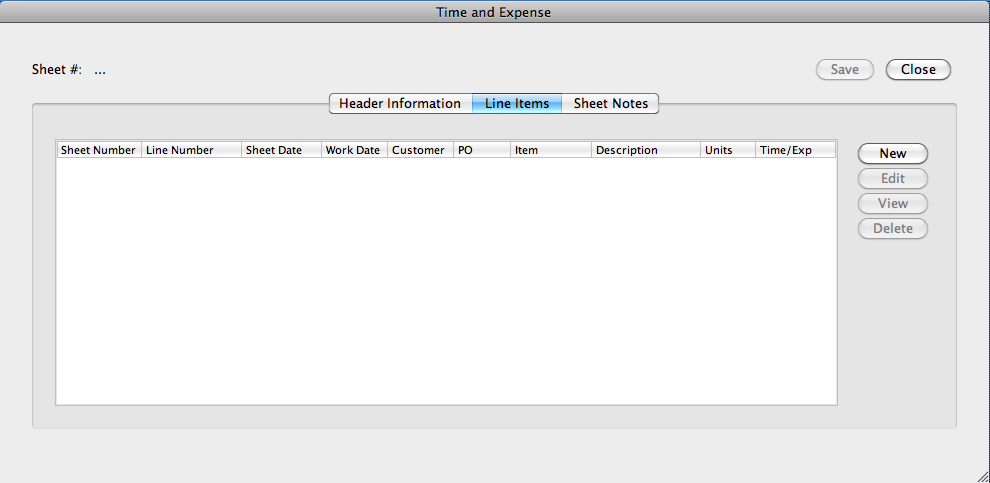 Time and Expense
Sheet #: ...
Save
Close
Header Information
Line Items
Sheet Notes
Sheet Number Line Number Sheet Date Work Date Customer PO Item Description Units Time/Exp
New
Edit
View
Delete